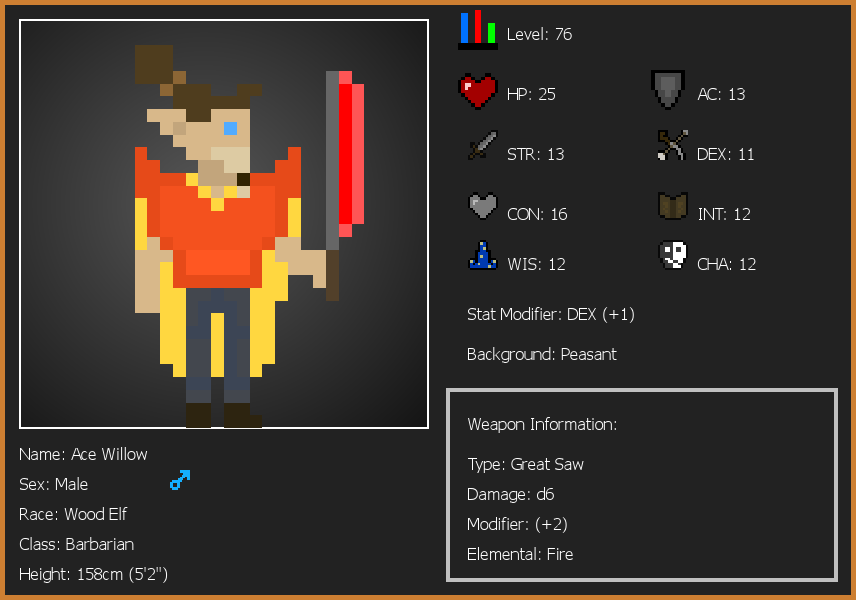 Level: 76
HP: 25
AC: 13
STR: 13
DEX: 11
CON: 16
INT: 12
WIS: 12
CHA: 12
Stat Modifier: DEX (+1)
Background: Peasant
Weapon Information:
Type: Great Saw
Damage: d6
Modifier: (+2)
Elemental: Fire
Name: Ace Willow
Sex: Male
Race: Wood Elf
Class: Barbarian
Height: 158cm (5'2")